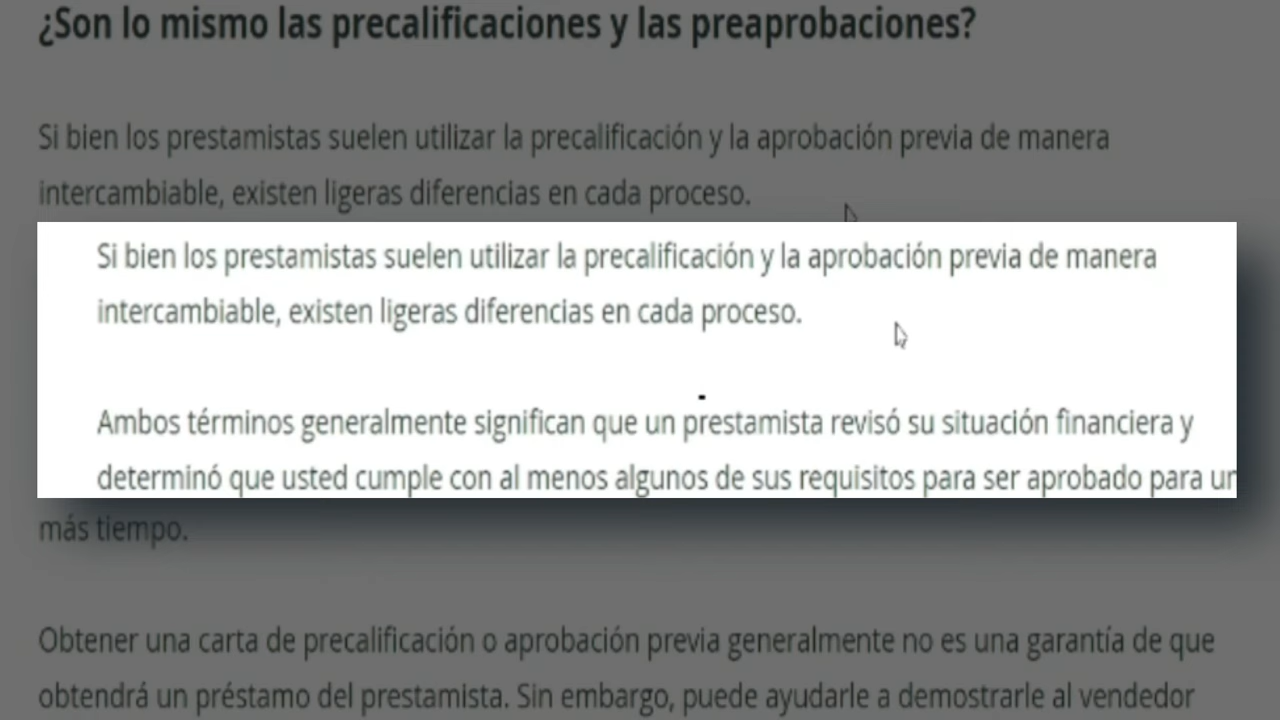 ¿Son lo mismo las precalificaciones y las preaprobaciones?
Si bien los prestamistas suelen utilizar la precalificación y la aprobación previa de manera
intercambiable, existen ligeras diferencias en cada proceso.
Si bien los prestamistas suelen utilizar la precalificación y la aprobación previa de manera
intercambiable, existen ligeras diferencias en cada proceso.
Ambos términos generalmente significan que un prestamista revisó su situación financiera y
determinó que usted cumple con al menos algunos de sus requisitos para ser aprobado para un
más tiempo.
Obtener una carta de precalificación o aprobación previa generalmente no es una garantía de que
obtendrá un préstamo del prestamista. Sin embargo, puede ayudarle a demostrarle al vendedor